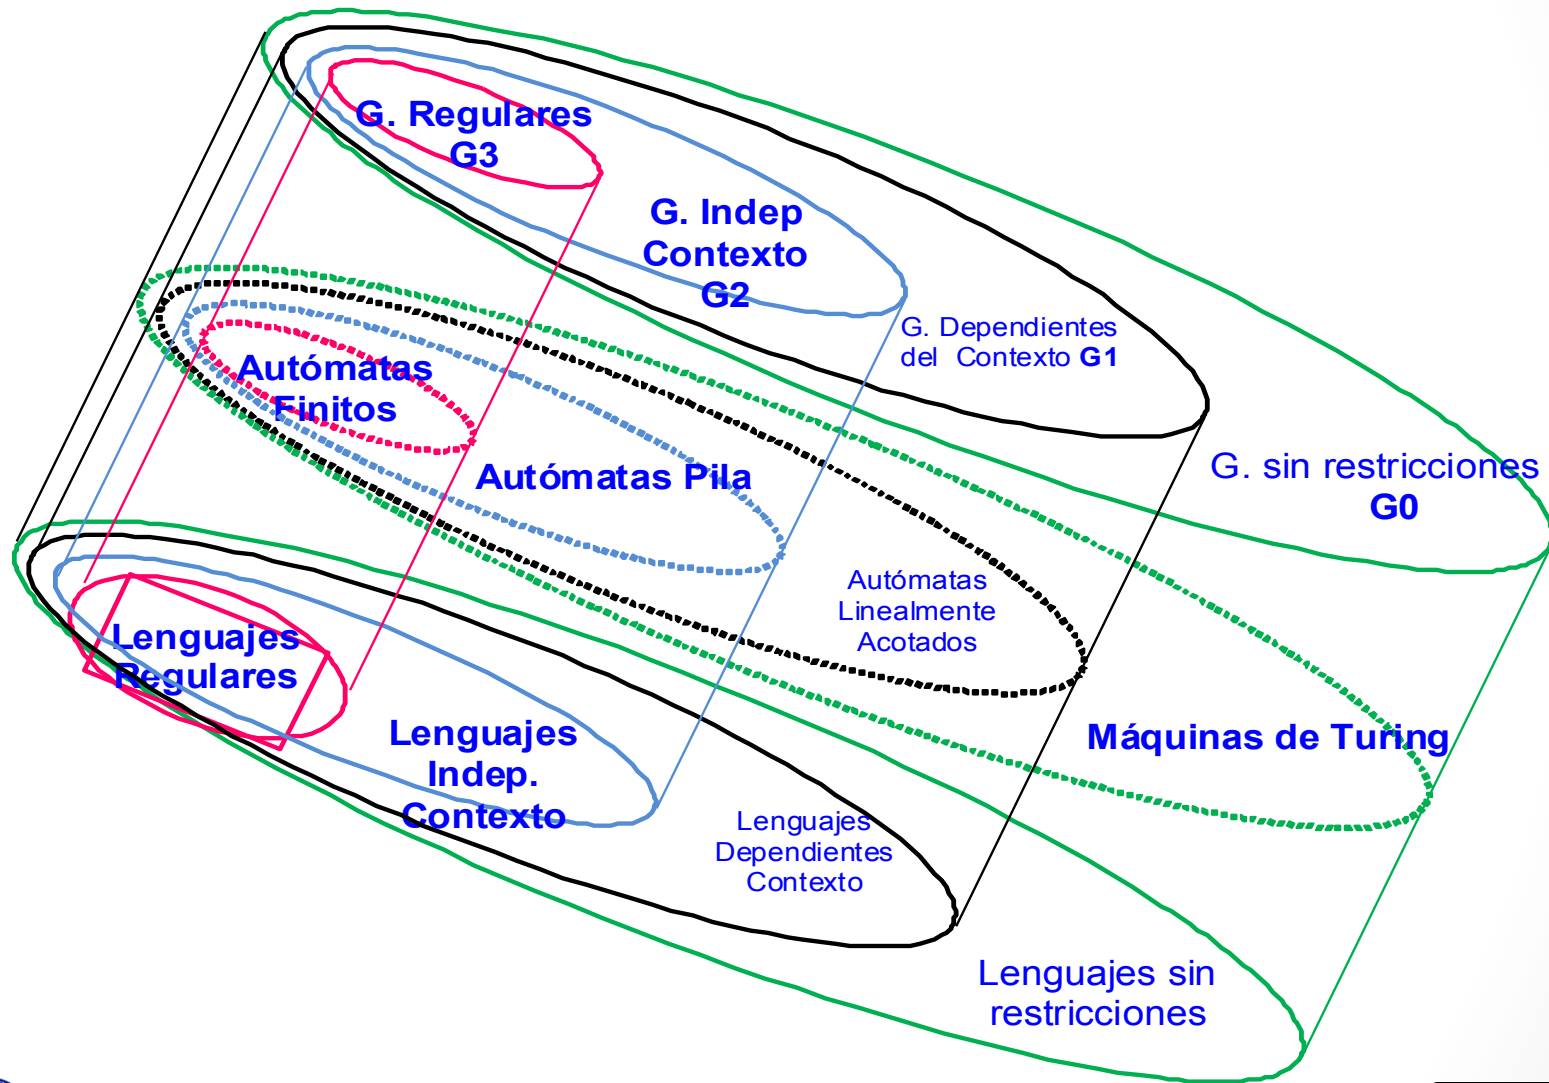 G. Regulares
G3
G. Indep
Contexto
G2
G. Dependientes
del Contexto G1
G. sin restricciones
G0
Autómatas
Finitos
Autómatas Pila
Autómatas
Linealmente
Acotados
Máquinas de Turing
Lenguajes
Regulares
Lenguajes
Indep.
Contexto
Lenguajes
Dependientes
Contexto
Lenguajes sin
restricciones